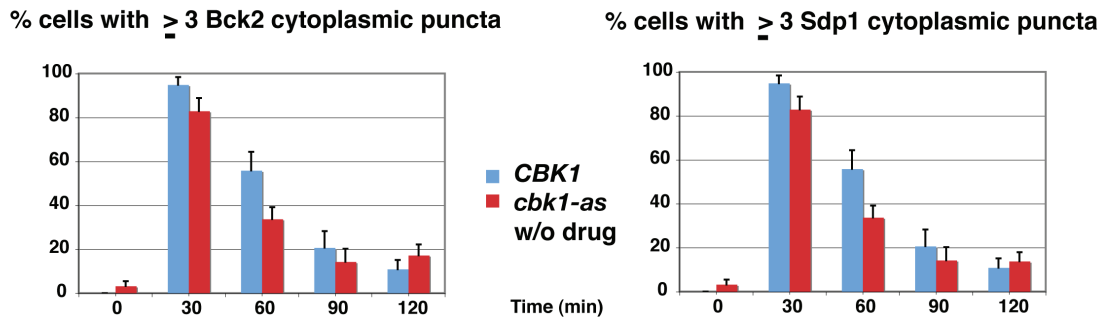 % cells with ≥ 3 Bck2 cytoplasmic puncta
100
80
60
40
20
0
0 30 60 90 120
CBK1
cbk1-as
w/o drug
Time (min)
% cells with ≥ 3 Sdp1 cytoplasmic puncta
100
80
60
40
20
0
0 30 60 90 120